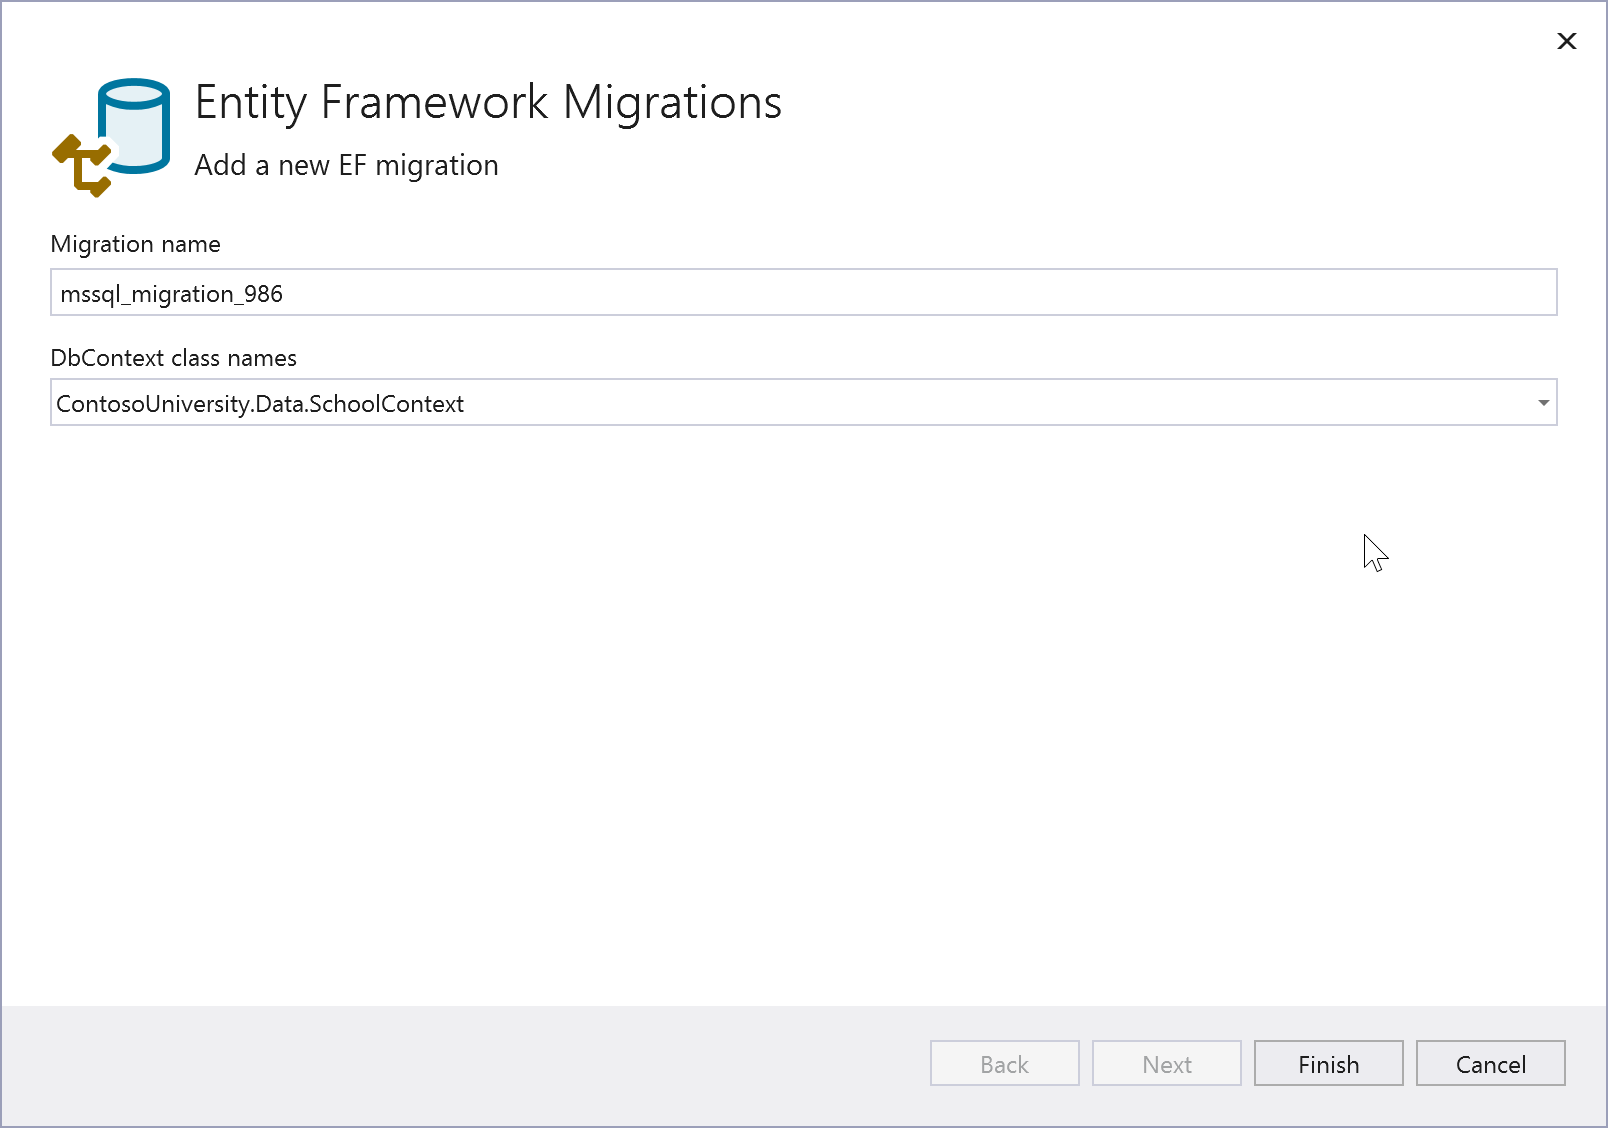 Entity Framework Migrations
Add a new EF migration
Migration name
mssql_migration_986
DbContext class names
ContosoUniversity.Data.SchoolContext
Back
Next
Finish
Cancel